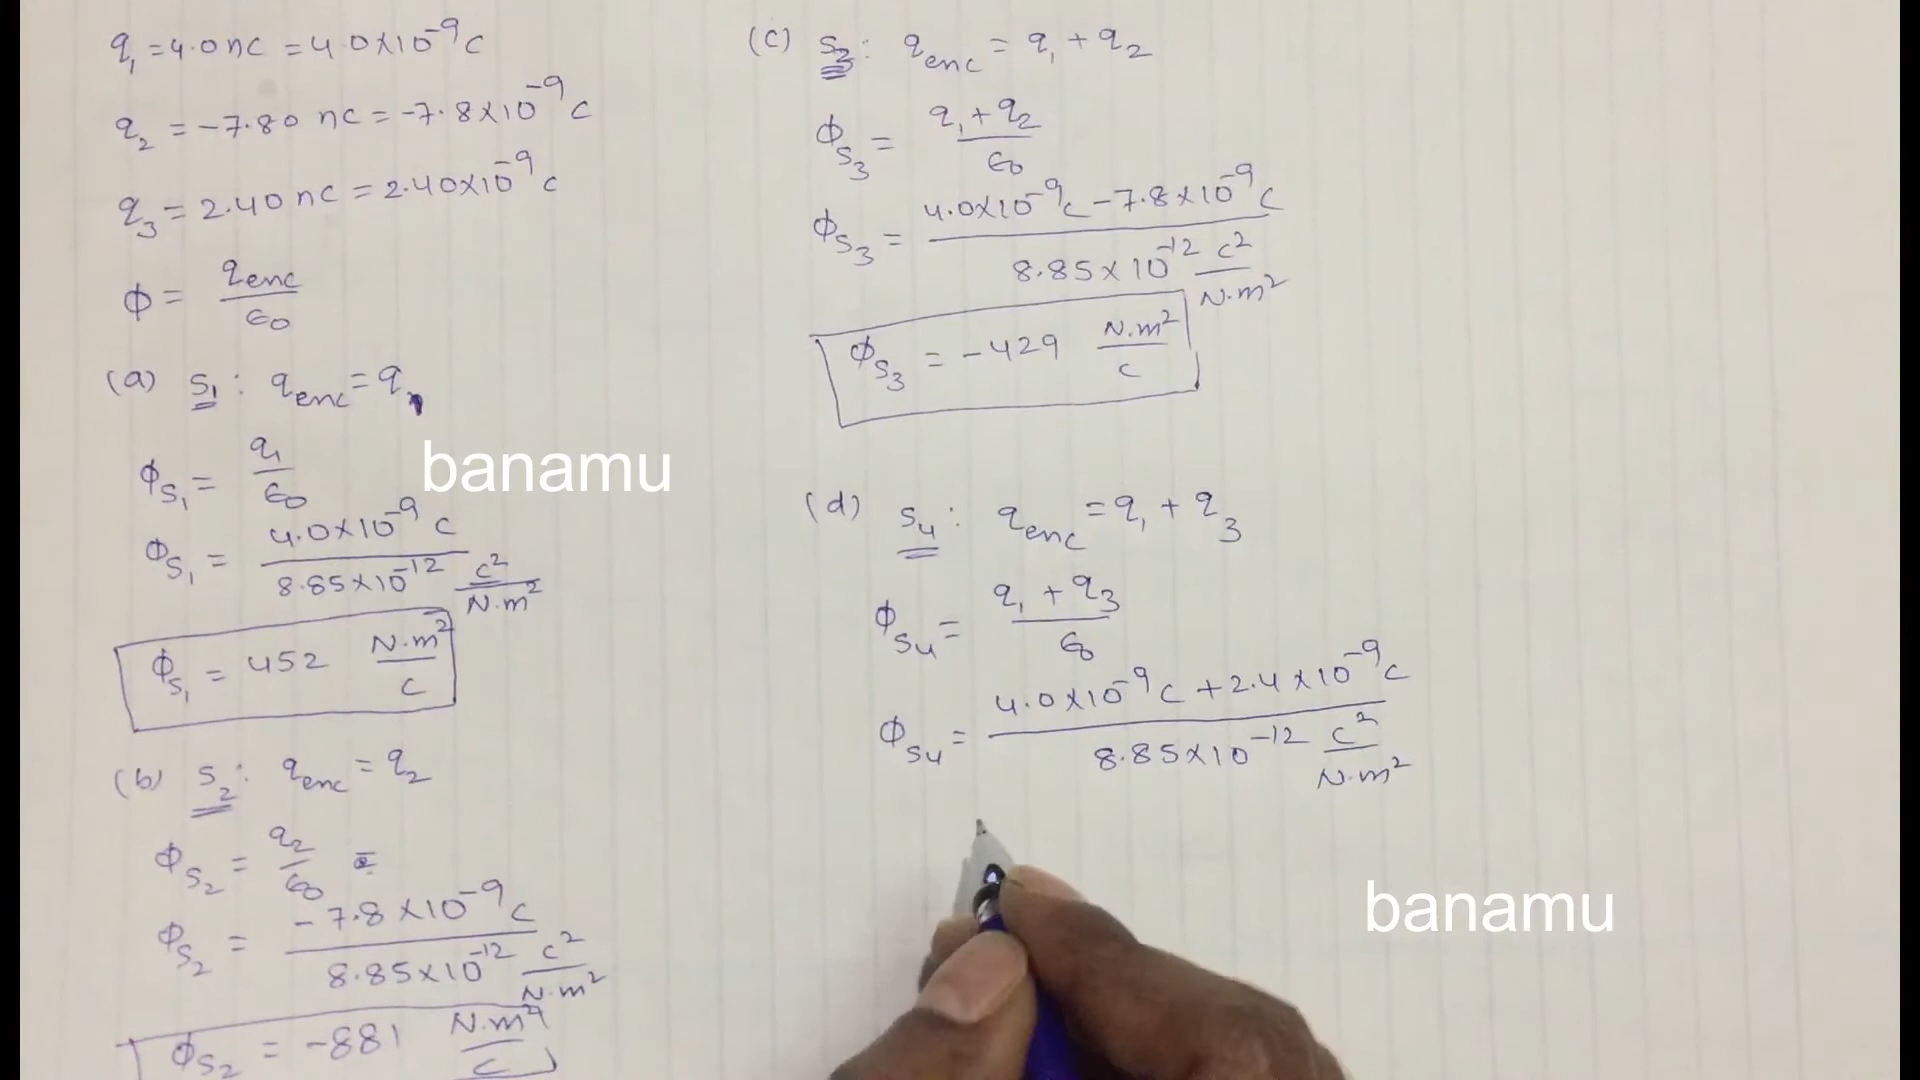 q₁ = 4.0 nC = 4.0×10⁻⁹ C
q₂ = -7.80 nC = -7.8×10⁻⁹ C
q₃ = 2.40 nC = 2.40×10⁻⁹ C
ϕ = qenc/ϵ₀
(a) S₁: qenc = q₁
ϕS₁ = q₁/ϵ₀
ϕS₁ = 4.0×10⁻⁹ C / 8.85×10⁻¹² C²/N.m²
ϕS₁ = 452 N.m²/C
(b) S₂: qenc = q₂
ϕS₂ = q₂/ϵ₀ =
ϕS₂ = -7.8×10⁻⁹ C / 8.85×10⁻¹² C²/N.m²
ϕS₂ = -881 N.m²/C
(c) S₃: qenc = q₁ + q₂
ϕS₃ = q₁+q₂/ϵ₀
ϕS₃ = 4.0×10⁻⁹ C - 7.8×10⁻⁹ C / 8.85×10⁻¹² C²/N.m²
ϕS₃ = -429 N.m²/C
(d) S₄: qenc = q₁ + q₃
ϕS₄ = q₁ + q₃/ϵ₀
ϕS₄ = 4.0×10⁻⁹ C + 2.4×10⁻⁹ C / 8.85×10⁻¹² C²/N.m²
banamu
banamu